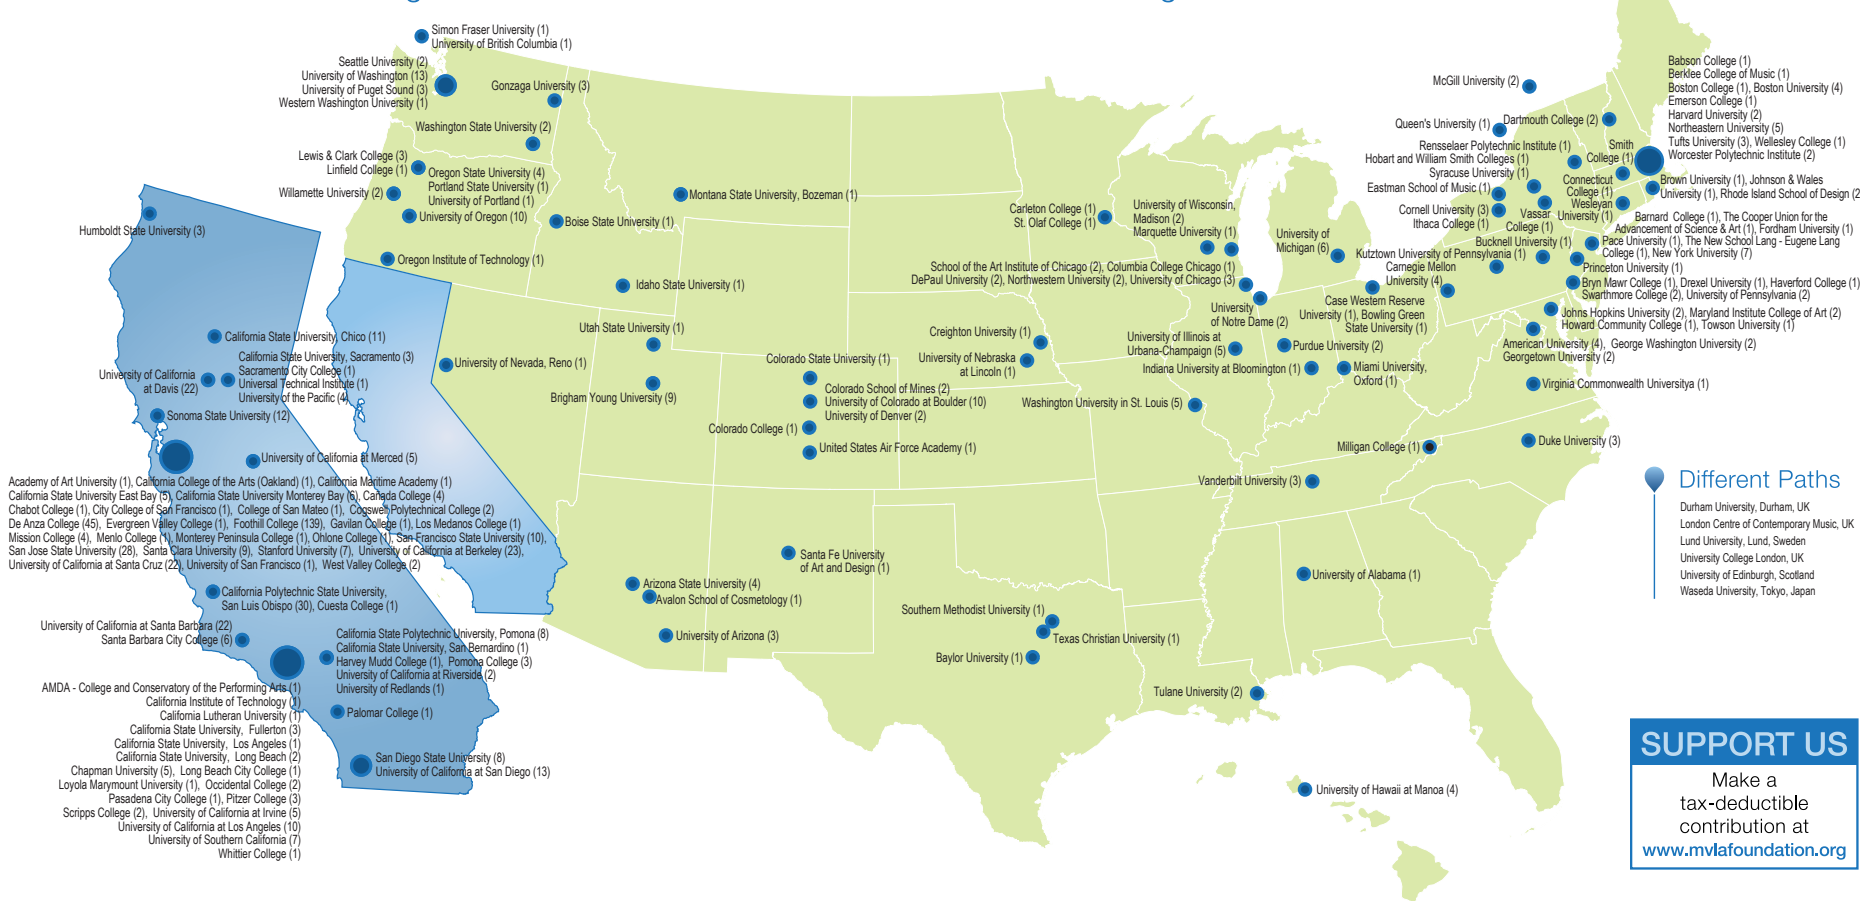 Simon Fraser University (1)
University of British Columbia (1)
Seattle University (2)
University of Washington (13)
University of Puget Sound (3)
Western Washington University (1)
Gonzaga University (3)
Washington State University (2)
Lewis & Clark College (3)
Linfield College (1)
Oregon State University (4)
Portland State University (1)
University of Portland (1)
Willamette University (2)
University of Oregon (10)
Oregon Institute of Technology (1)
Montana State University, Bozeman (1)
Boise State University (1)
Idaho State University (1)
Utah State University (1)
Brigham Young University (9)
University of Nevada, Reno (1)
Humboldt State University (3)
California State University, Chico (11)
California State University, Sacramento (3)
Sacramento City College (1)
Universal Technical Institute (1)
University of the Pacific (4)
University of California
at Davis (22)
Sonoma State University (12)
University of California at Merced (5)
Academy of Art University (1), California College of the Arts (Oakland) (1), California Maritime Academy (1)
California State University East Bay (5), California State University Monterey Bay (6), Canada College (4)
Chabot College (1), City College of San Francisco (1), College of San Mateo (1), Cogswell Polytechnical College (2)
De Anza College (45), Evergreen Valley College (1), Foothill College (139), Gavilan College (1), Los Medanos College (1)
Mission College (4), Menlo College (1), Monterey Peninsula College (1), Ohlone College (1), San Francisco State University (10),
San Jose State University (28), Santa Clara University (9), Stanford University (7), University of California at Berkeley (23),
University of California at Santa Cruz (22), University of San Francisco (1), West Valley College (2)
California Polytechnic State University,
San Luis Obispo (30), Cuesta College (1)
University of California at Santa Barbara (22)
Santa Barbara City College (6)
California State Polytechnic University, Pomona (8)
California State University, San Bernardino (1)
Harvey Mudd College (1), Pomona College (3)
University of California at Riverside (2)
University of Redlands (1)
AMDA - College and Conservatory of the Performing Arts (1)
California Institute of Technology (1)
California Lutheran University (1)
California State University, Fullerton (3)
California State University, Los Angeles (1)
California State University, Long Beach (2)
Chapman University (5), Long Beach City College (1)
Loyola Marymount University (1), Occidental College (2)
Pasadena City College (1), Pitzer College (3)
Scripps College (2), University of California at Irvine (5)
University of California at Los Angeles (10)
University of Southern California (7)
Whittier College (1)
Palomar College (1)
San Diego State University (8)
University of California at San Diego (13)
Colorado State University (1)
Colorado School of Mines (2)
University of Colorado at Boulder (10)
University of Denver (2)
Colorado College (1)
United States Air Force Academy (1)
Santa Fe University
of Art and Design (1)
Arizona State University (4)
Avalon School of Cosmetology (1)
University of Arizona (3)
Southern Methodist University (1)
Texas Christian University (1)
Baylor University (1)
Tulane University (2)
Creighton University (1)
University of Nebraska
at Lincoln (1)
Carleton College (1)
St. Olaf College (1)
University of Wisconsin,
Madison (2)
Marquette University (1)
School of the Art Institute of Chicago (2), Columbia College Chicago (1)
DePaul University (2), Northwestern University (2), University of Chicago (3)
University
of Notre Dame (2)
University of
Michigan (6)
University of Illinois at
Urbana-Champaign (5)
Purdue University (2)
Indiana University at Bloomington (1)
Miami University,
Oxford (1)
Case Western Reserve
University (1), Bowling Green
State University (1)
Washington University in St. Louis (5)
Milligan College (1)
Vanderbilt University (3)
University of Alabama (1)
Duke University (3)
Virginia Commonwealth Universitya (1)
McGill University (2)
Queen's University (1)
Dartmouth College (2)
Rensselaer Polytechnic Institute (1)
Hobart and William Smith Colleges (1)
Syracuse University (1)
Eastman School of Music (1)
Cornell University (3)
Ithaca College (1)
Vassar
College (1)
Smith
College (1)
Connecticut
College (1)
Wesleyan
University (1)
Bucknell University (1)
Kutztown University of Pennsylvania (1)
Carnegie Mellon
University (4)
Babson College (1)
Berklee College of Music (1)
Boston College (1), Boston University (4)
Emerson College (1)
Harvard University (2)
Northeastern University (5)
Tufts University (3), Wellesley College (1)
Worcester Polytechnic Institute (2)
Brown University (1), Johnson & Wales
University (1), Rhode Island School of Design (2
Barnard College (1), The Cooper Union for the
Advancement of Science & Art (1), Fordham University (1)
Pace University (1), The New School Lang - Eugene Lang
College (1), New York University (7)
Princeton University (1)
Bryn Mawr College (1), Drexel University (1), Haverford College (1)
Swarthmore College (2), University of Pennsylvania (2)
Johns Hopkins University (2), Maryland Institute College of Art (2)
Howard Community College (1), Towson University (1)
American University (4), George Washington University (2)
Georgetown University (2)
University of Hawaii at Manoa (4)
Different Paths
Durham University, Durham, UK
London Centre of Contemporary Music, UK
Lund University, Lund, Sweden
University College London, UK
University of Edinburgh, Scotland
Waseda University, Tokyo, Japan
SUPPORT US
Make a
tax-deductible
contribution at
www.mvlafoundation.org